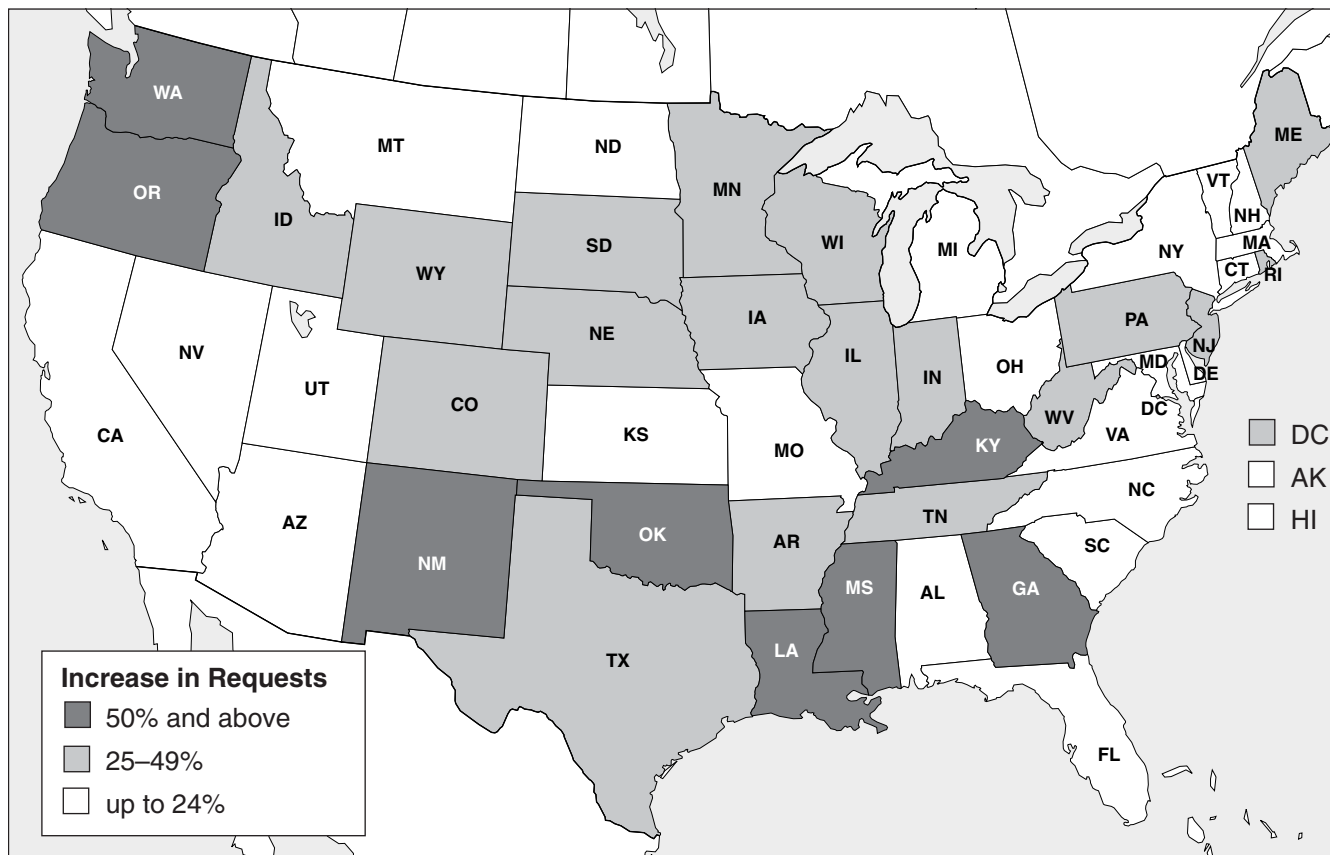 WA
MT
ND
MN
ME
OR
ID
SD
WI
MI
VT
NH
NY
MA
CT
RI
WY
NE
IA
PA
NV
UT
CO
IL
IN
OH
NJ
MD
DE
CA
KS
MO
WV
DC
VA
KY
AZ
NM
OK
AR
TN
NC
SC
MS
AL
GA
LA
TX
FL
DC
AK
HI
Increase in Requests
50% and above
25–49%
up to 24%